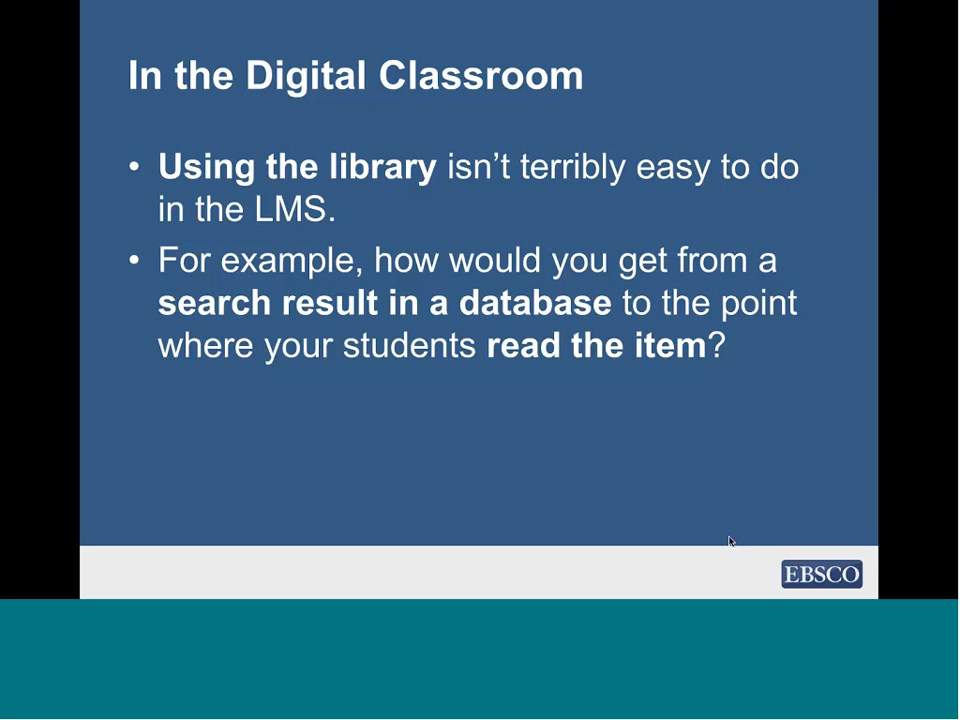 In the Digital Classroom
• Using the library isn’t terribly easy to do
in the LMS.
• For example, how would you get from a
search result in a database to the point
where your students read the item?
EBSCO